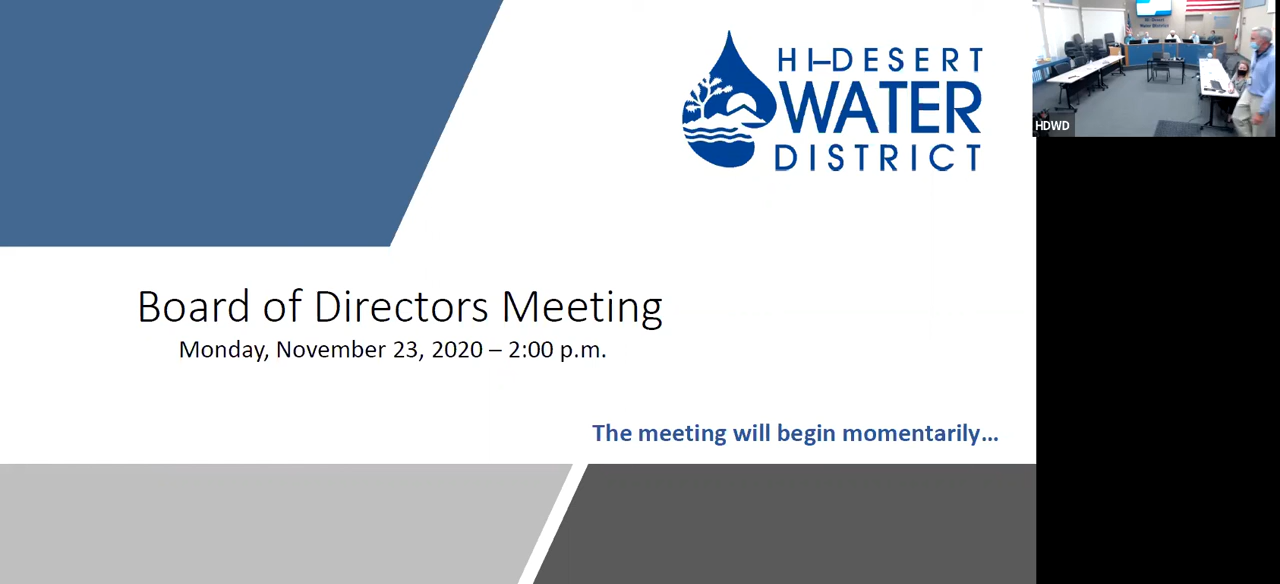 HI-DESERT
WATER
DISTRICT
HDWD
Board of Directors Meeting
Monday, November 23, 2020 – 2:00 p.m.
The meeting will begin momentarily…